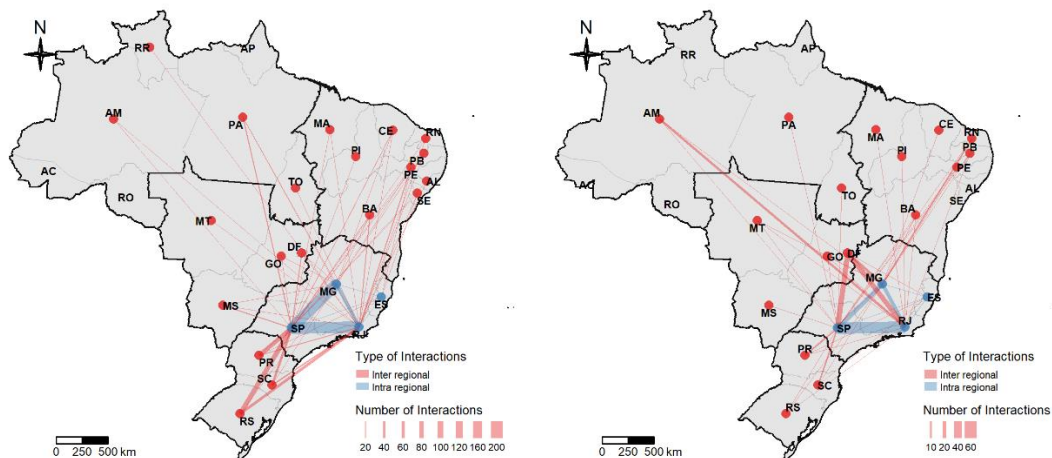 N
RR
AP
AM
PA
MA
CE
RN
PI
PB
PE
AC
AL
RO
TO
SE
MT
BA
DF
GO
MG
MS
ES
SP
RJ
PR
SC
RS
Type of Interactions
Inter regional
Intra regional
Number of Interactions
20 40 60 80 100 120 160 200
0 250 500 km
N
RR
AP
AM
PA
MA
CE
RN
PI
PB
PE
AC
AL
RO
TO
SE
MT
BA
GO
DF
MG
MS
ES
SP
RJ
PR
SC
RS
Type of Interactions
Inter regional
Intra regional
Number of Interactions
10 20 40 60
0 250 500 km